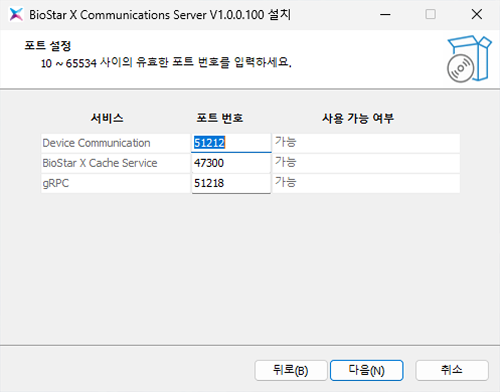 BioStar X Communications Server V1.0.0.100 설치
포트 설정
10 ~ 65534 사이의 유효한 포트 번호를 입력하세요.
서비스 포트 번호 사용 가능 여부
Device Communication 51212 가능
BioStar X Cache Service 47300 가능
gRPC 51218 가능
뒤로(B) 다음(N) 취소